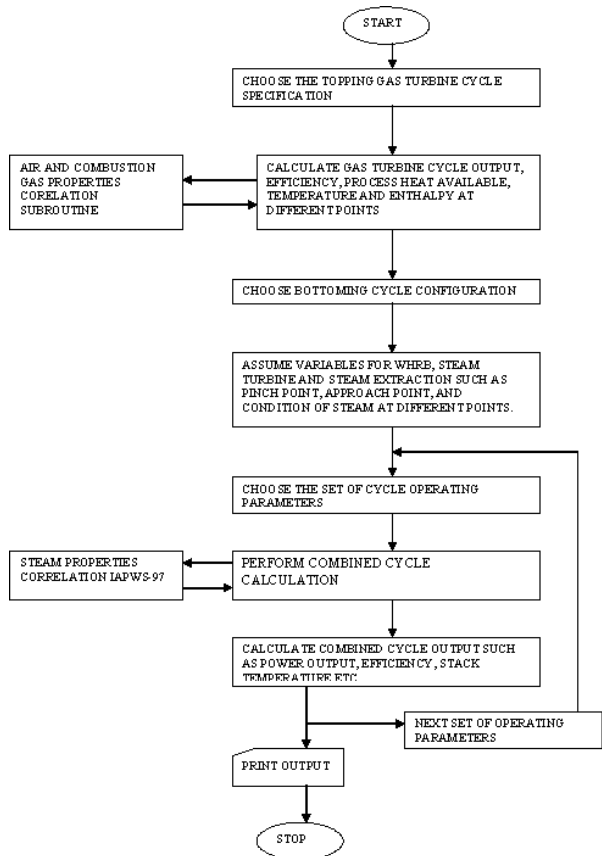 START
CHOOSE THE TOPPING GAS TURBINE CYCLE
SPECIFICATION
AIR AND COMBUSTION
GAS PROPERTIES
CORELATION
SUBROUTINE
CALCULATE GAS TURBINE CYCLE OUTPUT,
EFFICIENCY, PROCESS HEAT AVAILABLE,
TEMPERATURE AND ENTHALPY AT
DIFFERENT POINTS
CHOOSE BOTTOMING CYCLE CONFIGURATION
ASSUME VARIABLES FOR WHRB, STEAM
TURBINE AND STEAM EXTRACTION SUCH AS
PINCH POINT, APPROACH POINT, AND
CONDITION OF STEAM AT DIFFERENT POINTS.
CHOOSE THE SET OF CYCLE OPERATING
PARAMETERS
STEAM PROPERTIES
CORRELATION IAPWS-97
PERFORM COMBINED CYCLE
CALCULATION
CALCULATE COMBINED CYCLE OUTPUT SUCH
AS POWER OUTPUT, EFFICIENCY, STACK
TEMPERATURE ETC
NEXT SET OF OPERATING
PARAMETERS
PRINT OUTPUT
STOP